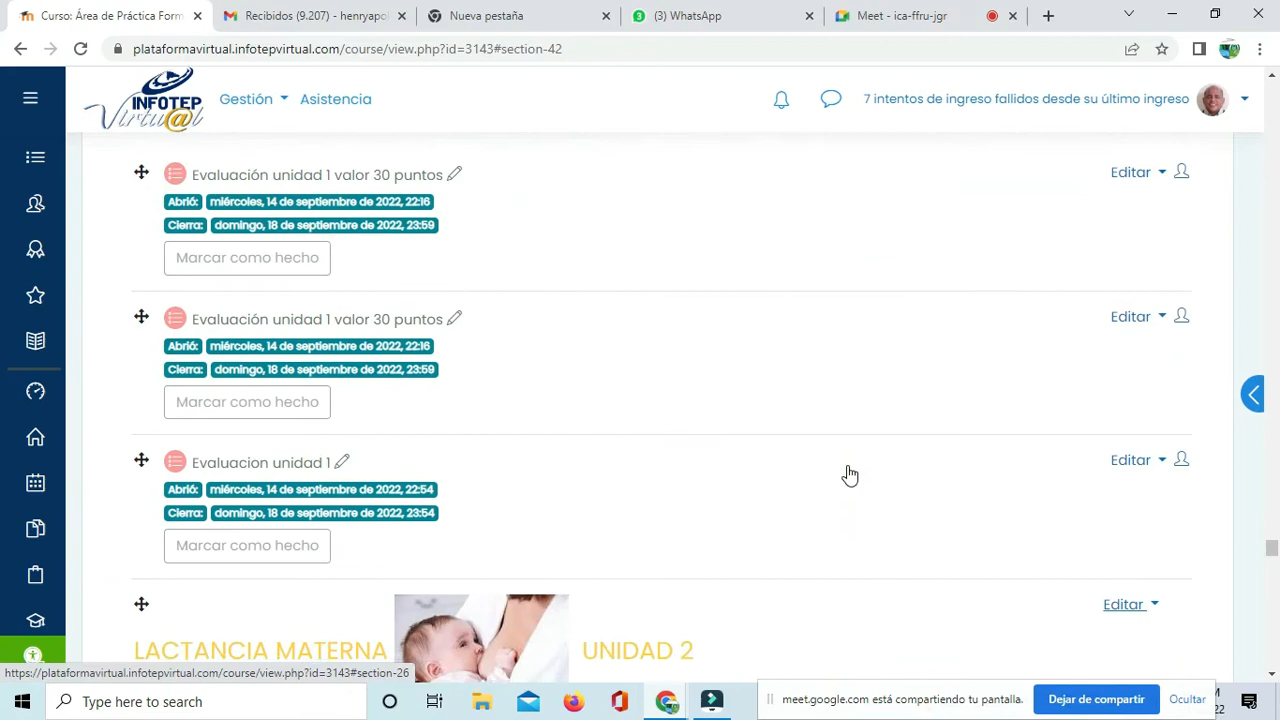 Curso: Área de Práctica Form
Recibidos (9.207) - henryapol
Nueva pestaña
(3) WhatsApp
Meet - ica-ffru-jgr
plataformavirtual.infotepvirtual.com/course/view.php?id=3143#section-42
INFOTEP
Virtu@l
Gestión
Asistencia
7 intentos de ingreso fallidos desde su último ingreso
Evaluación unidad 1 valor 30 puntos
Editar
Abrió: miércoles, 14 de septiembre de 2022, 22:16
Cierra: domingo, 18 de septiembre de 2022, 23:59
Marcar como hecho
Evaluación unidad 1 valor 30 puntos
Editar
Abrió: miércoles, 14 de septiembre de 2022, 22:16
Cierra: domingo, 18 de septiembre de 2022, 23:59
Marcar como hecho
Evaluacion unidad 1
Editar
Abrió: miércoles, 14 de septiembre de 2022, 22:54
Cierra: domingo, 18 de septiembre de 2022, 23:54
Marcar como hecho
Editar
LACTANCIA MATERNA UNIDAD 2
https://plataformavirtual.infotepvirtual.com/course/view.php?id=3143#section-26
Type here to search
meet.google.com está compartiendo tu pantalla.
Dejar de compartir
Ocultar